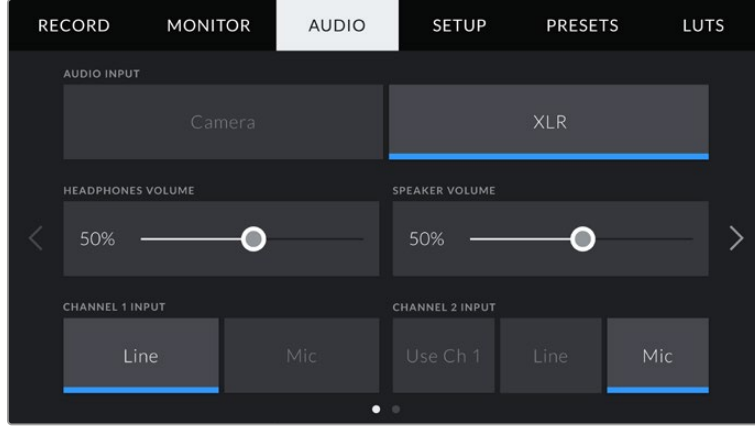 RECORD MONITOR AUDIO SETUP PRESETS LUTS
AUDIO INPUT
Camera XLR
HEADPHONES VOLUME SPEAKER VOLUME
50% 50%
CHANNEL 1 INPUT CHANNEL 2 INPUT
Line Mic Use Ch 1 Line Mic